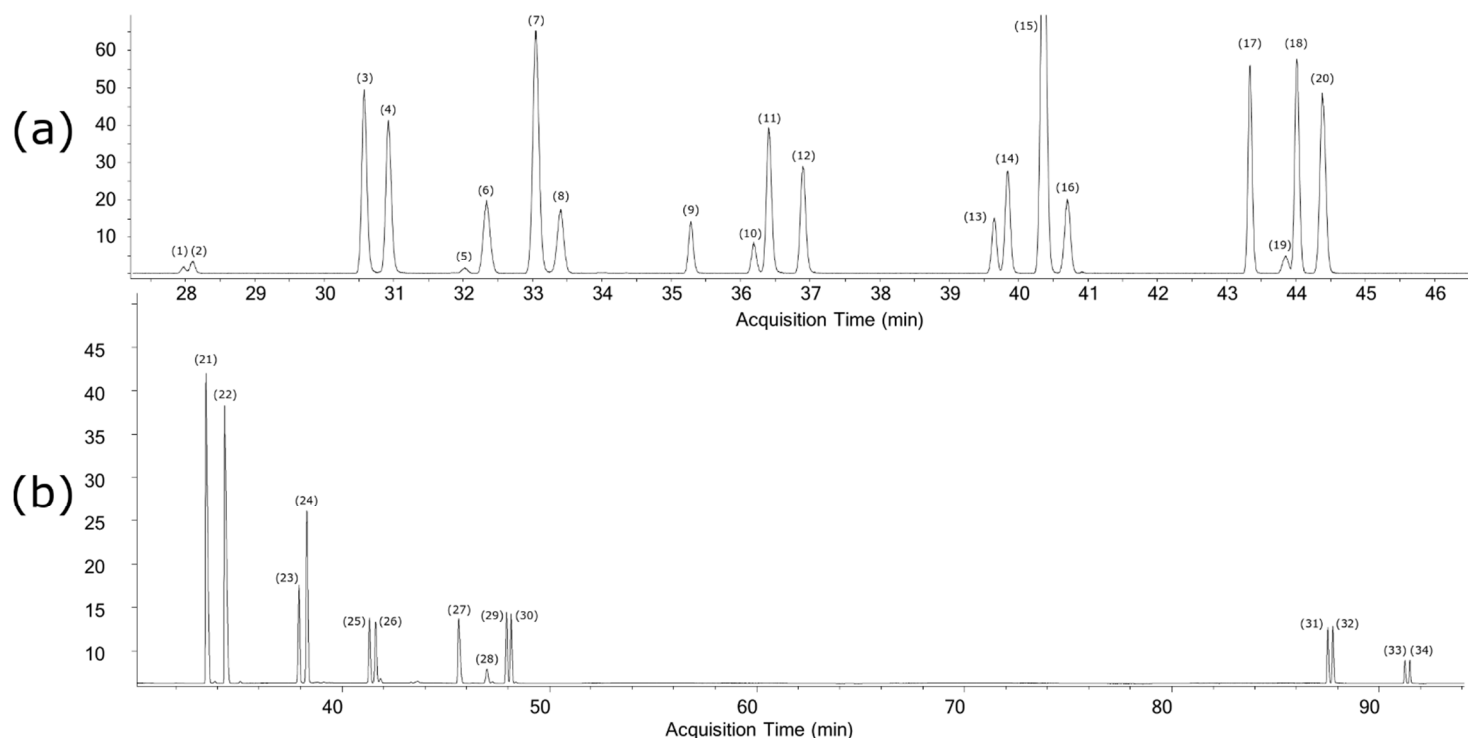 (a)
60
50
40
30
20
10
(1) (2) (3) (4) (5) (6) (7) (8) (9) (10) (11) (12) (13) (14) (15) (16) (17) (18) (19) (20)
28 29 30 31 32 33 34 35 36 37 38 39 40 41 42 43 44 45 46
Acquisition Time (min)
(b)
45
40
35
30
25
20
15
10
(21) (22) (23) (24) (25) (26) (27) (28) (29) (30) (31) (32) (33) (34)
40 50 60 70 80 90
Acquisition Time (min)